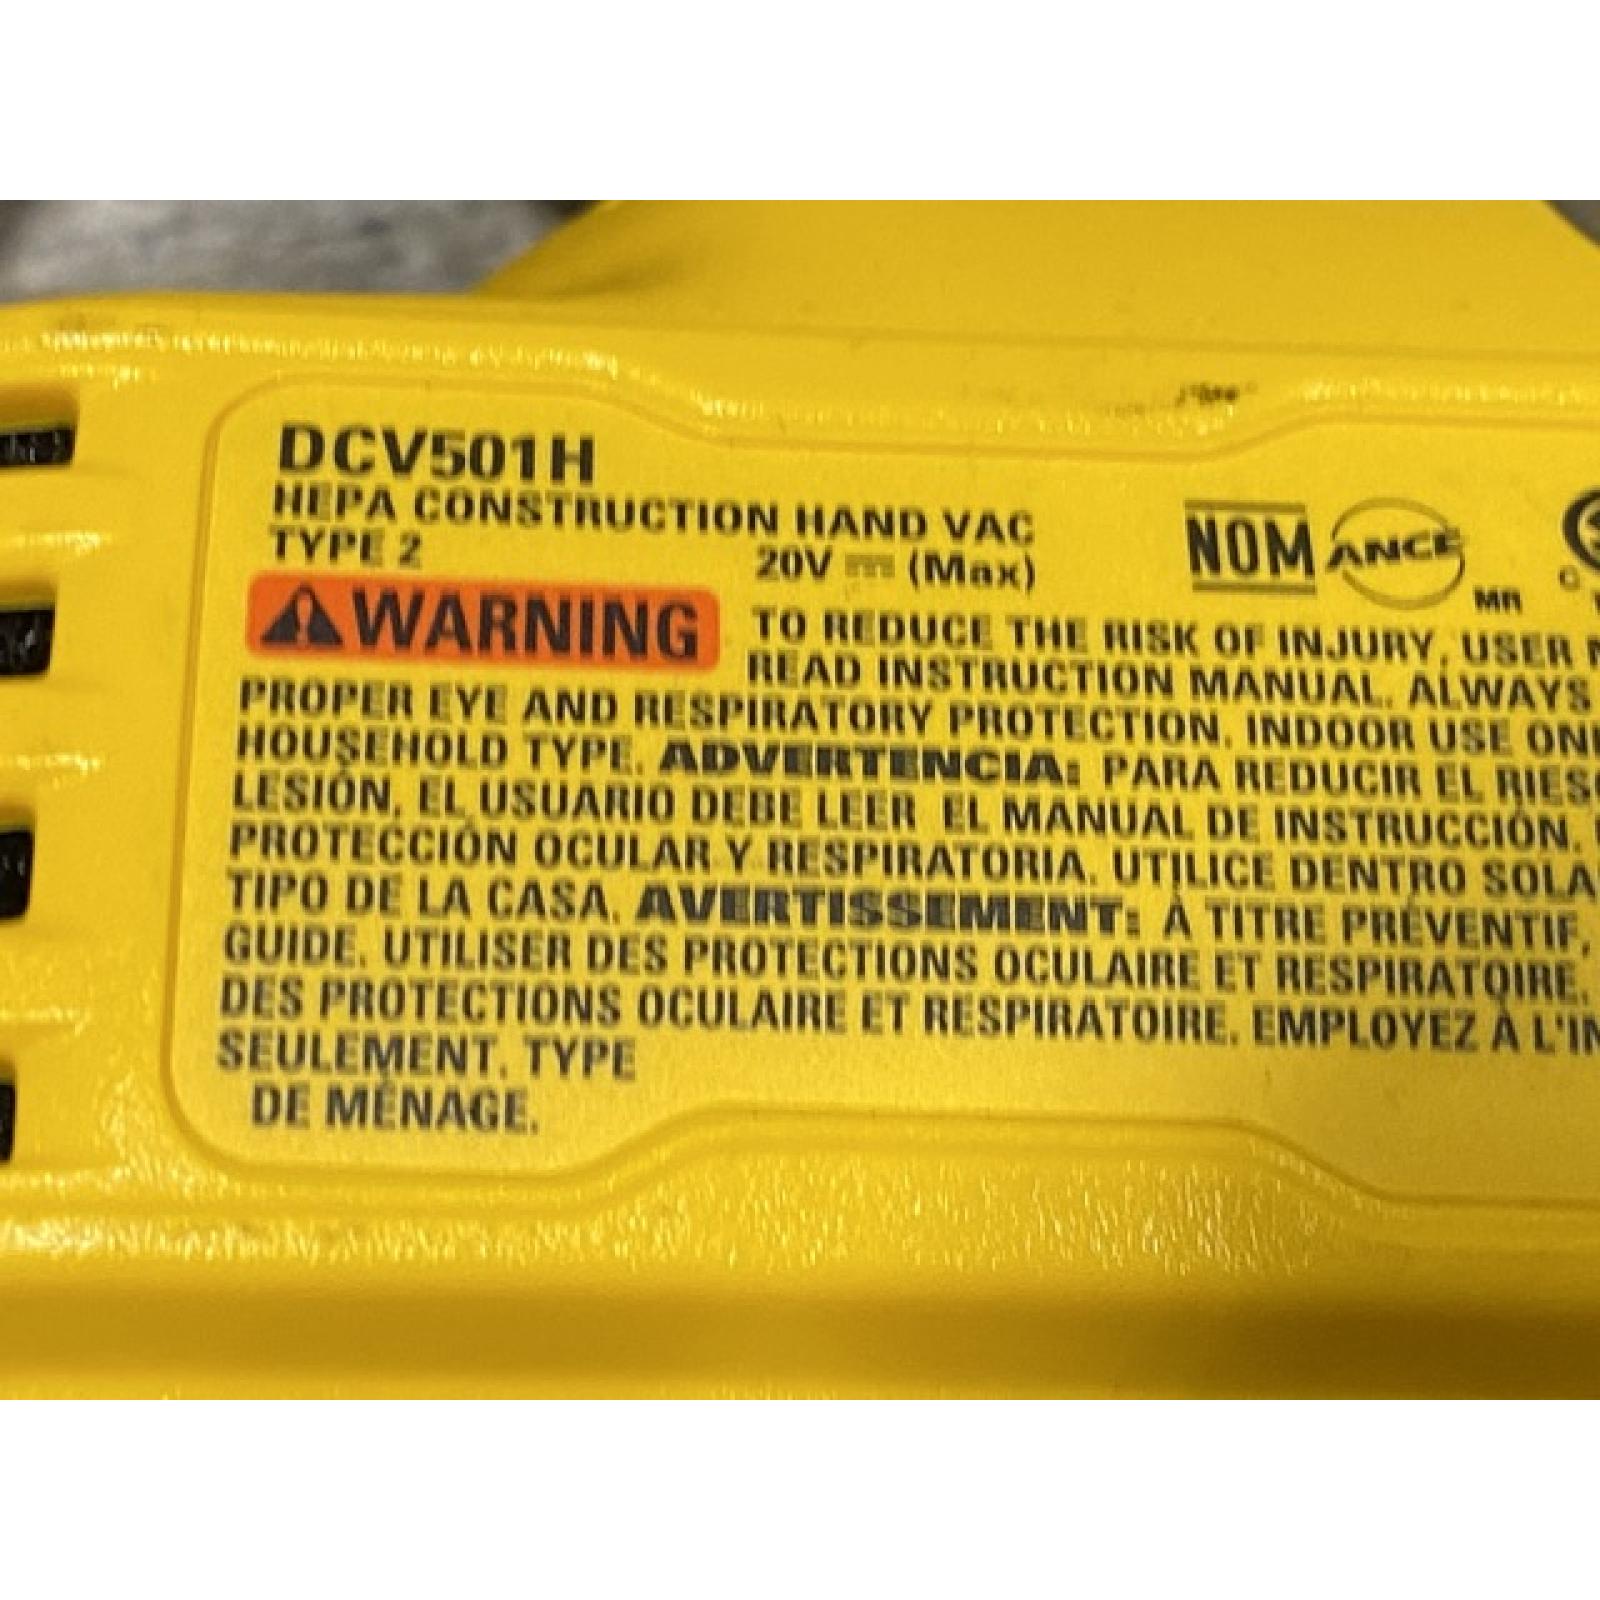 DCV501H
HEPA CONSTRUCTION HAND VAC
TYPE 2 20V ⎓ (Max)
NOM ANCE MR
WARNING TO REDUCE THE RISK OF INJURY, USER
READ INSTRUCTION MANUAL. ALWAYS
PROPER EYE AND RESPIRATORY PROTECTION. INDOOR USE
HOUSEHOLD TYPE. ADVERTENCIA: PARA REDUCIR EL
LESIÓN, EL USUARIO DEBE LEER EL MANUAL DE INSTRUCCIÓN.
PROTECCIÓN OCULAR Y RESPIRATORIA. UTILICE DENTRO
TIPO DE LA CASA. AVERTISSEMENT: À TITRE PRÉVENTIF,
GUIDE. UTILISER DES PROTECTIONS OCULAIRE ET RESPIRATOIRE.
DES PROTECTIONS OCULAIRE ET RESPIRATOIRE. EMPLOYEZ À
SEULEMENT. TYPE
DE MÉNAGE.